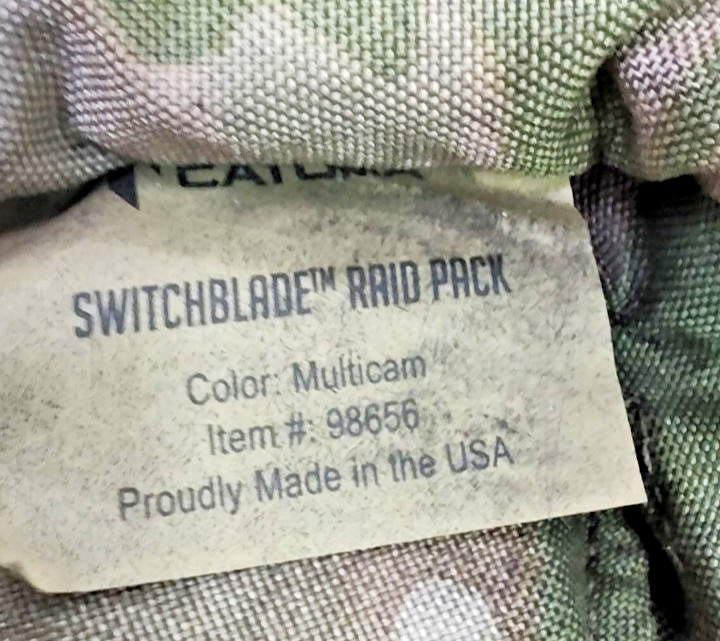 SWITCHBLADE™ RAID PACK
Color: Multicam
Item #: 98656
Proudly Made in the USA